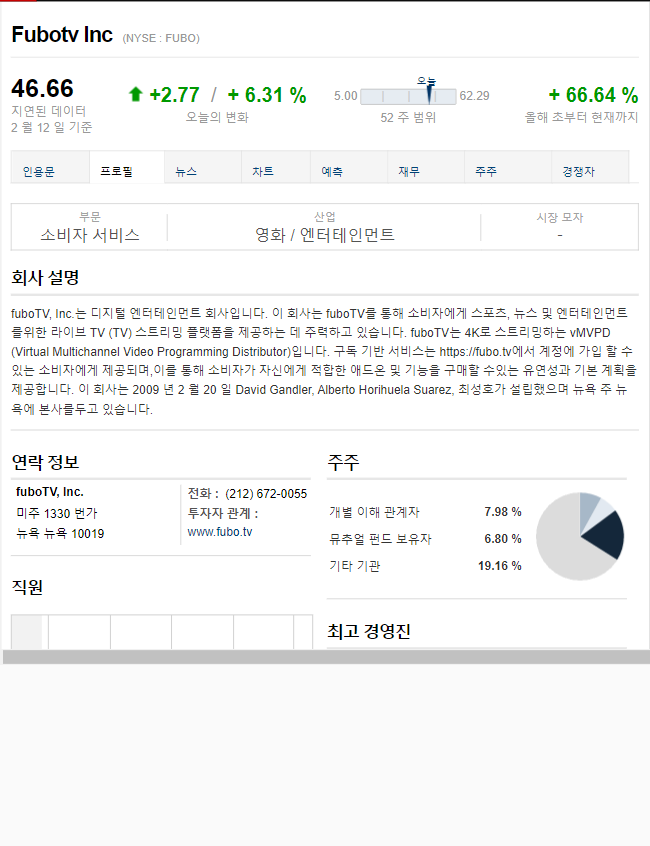 Fubotv Inc (NYSE : FUBO)
46.66
지연된 데이터
2 월 12 일 기준
+2.77 / + 6.31 %
오늘의 변화
오늘
5.00 62.29
52 주 범위
+ 66.64 %
올해 초부터 현재까지
인용문 프로필 뉴스 차트 예측 재무 주주 경쟁자
부문 산업 시장 모자
소비자 서비스 영화 / 엔터테인먼트 -
회사 설명
fuboTV, Inc.는 디지털 엔터테인먼트 회사입니다. 이 회사는 fuboTV를 통해 소비자에게 스포츠, 뉴스 및 엔터테인먼트
를위한 라이브 TV (TV) 스트리밍 플랫폼을 제공하는 데 주력하고 있습니다. fuboTV는 4K로 스트리밍하는 vMVPD
(Virtual Multichannel Video Programming Distributor)입니다. 구독 기반 서비스는 https://fubo.tv에서 계정에 가입 할 수
있는 소비자에게 제공되며,이를 통해 소비자가 자신에게 적합한 애드온 및 기능을 구매할 수있는 유연성과 기본 계획을
제공합니다. 이 회사는 2009 년 2 월 20 일 David Gandler, Alberto Horihuela Suarez, 최성호가 설립했으며 뉴욕 주 뉴
욕에 본사를두고 있습니다.
연락 정보
fuboTV, Inc.
미주 1330 번가
뉴욕 뉴욕 10019
전화 : (212) 672-0055
투자자 관계 :
www.fubo.tv
직원
주주
개별 이해 관계자 7.98 %
뮤추얼 펀드 보유자 6.80 %
기타 기관 19.16 %
최고 경영진